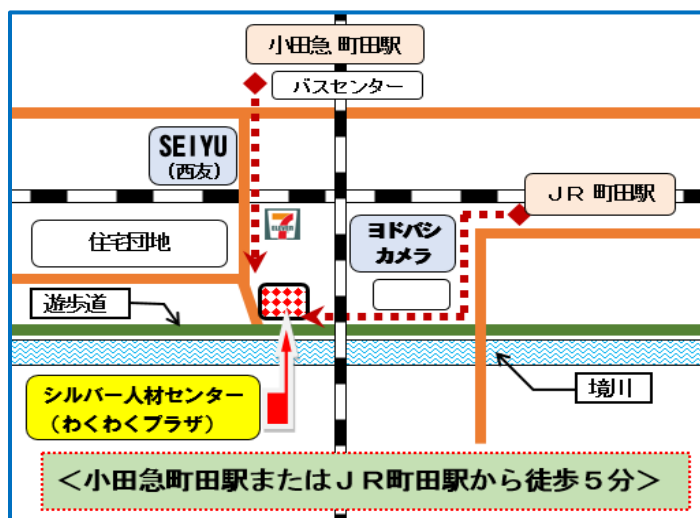 小田急 町田駅
バスセンター
SEIYU
(西友)
JR 町田駅
7
ELEVEN
住宅団地
ヨドバシ
カメラ
遊歩道
シルバー人材センター
(わくわくプラザ)
境川
＜小田急町田駅またはＪＲ町田駅から徒歩５分＞